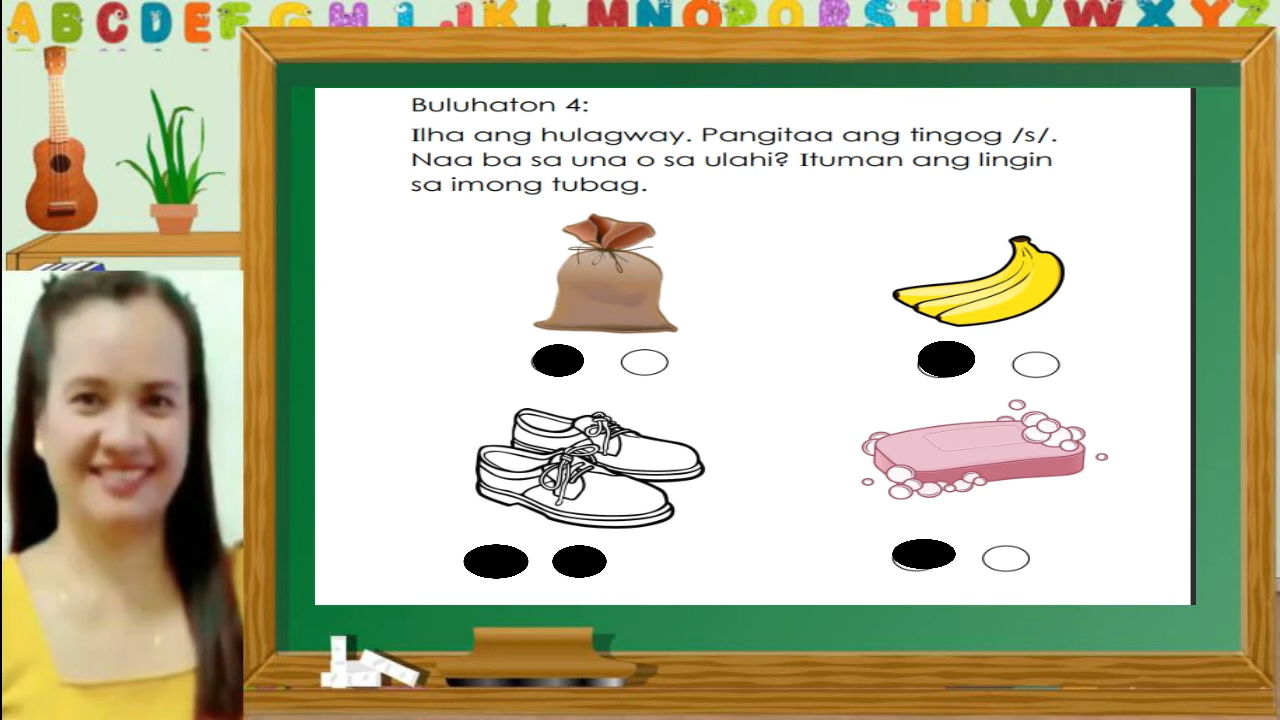 A B C D E F G H I J K L M N O P Q R S T U V W X Y Z
Buluhaton 4:
Ilha ang hulagway. Pangitaa ang tingog /s/.
Naa ba sa una o sa ulahi? Ituman ang lingin
sa imong tubag.